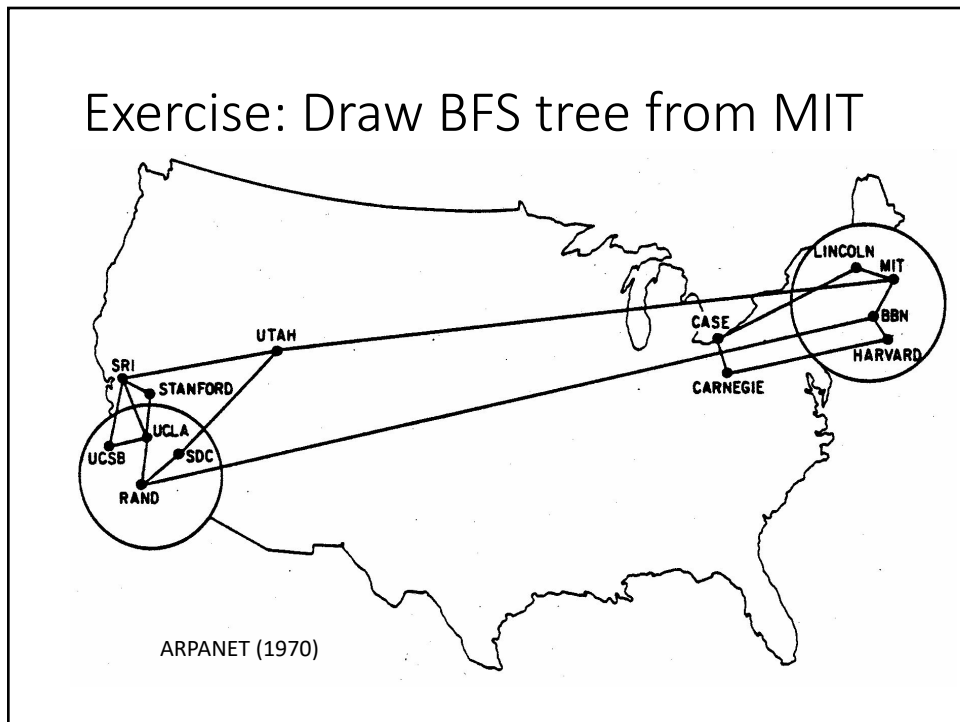 Exercise: Draw BFS tree from MIT
LINCOLN
MIT
BBN
HARVARD
CASE
CARNEGIE
UTAH
SRI
STANFORD
UCLA
UCSB
SDC
RAND
ARPANET (1970)